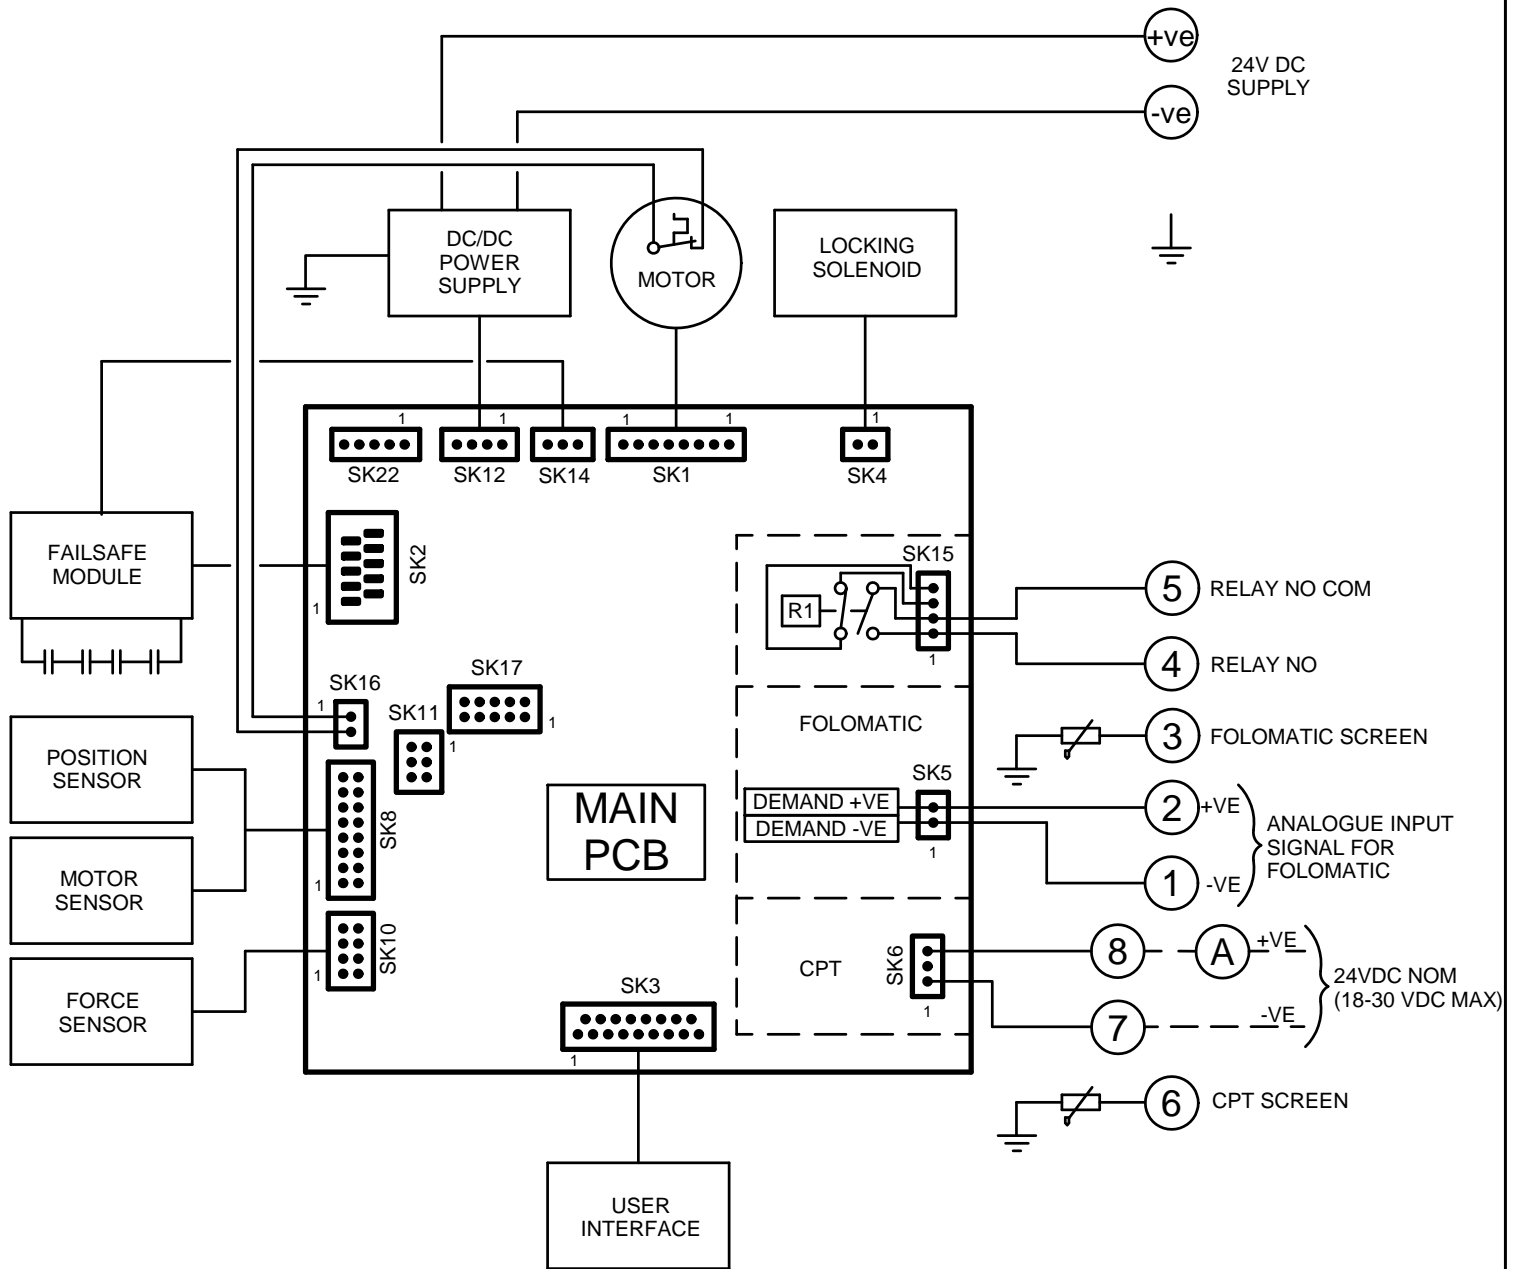 +ve
24V DC
SUPPLY
-ve
DC/DC
POWER
SUPPLY
MOTOR
LOCKING
SOLENOID
1
1
1
1
1
SK22
SK12
SK14
SK1
SK4
FAILSAFE
MODULE
SK2
1
SK15
R1
1
5
RELAY NO COM
4
RELAY NO
SK16
1
SK17
1
SK11
1
FOLOMATIC
3
FOLOMATIC SCREEN
POSITION
SENSOR
SK8
1
MAIN
PCB
SK5
DEMAND +VE
DEMAND -VE
1
2
+VE
1
-VE
ANALOGUE INPUT
SIGNAL FOR
FOLOMATIC
MOTOR
SENSOR
SK10
1
CPT
SK6
1
8
A
+VE
7
-VE
24VDC NOM
(18-30 VDC MAX)
FORCE
SENSOR
SK3
1
6
CPT SCREEN
USER
INTERFACE